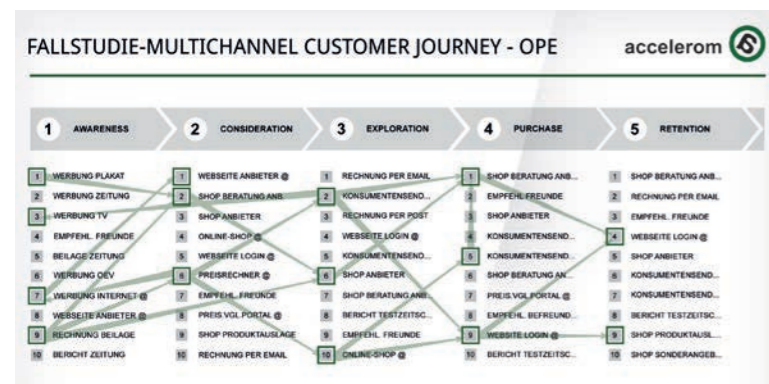 FALLSTUDIE-MULTICHANNEL CUSTOMER JOURNEY - OPE
accelerom
1 AWARENESS
2 CONSIDERATION
3 EXPLORATION
4 PURCHASE
5 RETENTION
1 WERBUNG PLAKAT
2 WERBUNG ZEITUNG
3 WERBUNG TV
4 EMPFEHL. FREUNDE
5 BEILAGE ZEITUNG
6 WERBUNG OEV
7 WERBUNG INTERNET @
8 WEBSEITE ANBIETER @
9 RECHNUNG BEILAGE
10 BERICHT ZEITUNG
1 WEBSEITE ANBIETER @
2 SHOP BERATUNG ANB.
3 SHOP ANBIETER
4 ONLINE-SHOP @
5 WEBSEITE LOGIN @
6 PREISRECHNER @
7 EMPFEHL. FREUNDE
8 PREIS VGL PORTAL @
9 SHOP PRODUKTAUSLAGE
10 RECHNUNG PER EMAIL
1 RECHNUNG PER EMAIL
2 KONSUMENTENSEND...
3 RECHNUNG PER POST
4 WEBSEITE LOGIN @
5 KONSUMENTENSEND...
6 SHOP ANBIETER
7 SHOP BERATUNG ANB...
8 BERICHT TESTZEITSC...
9 EMPFEHL. FREUNDE
10 ONLINE-SHOP @
1 SHOP BERATUNG ANB...
2 EMPFEHL FREUNDE
3 SHOP ANBIETER
4 KONSUMENTENSEND...
5 KONSUMENTENSEND...
6 SHOP BERATUNG AN...
7 PREIS.VGL.PORTAL @
8 EMPFEHL. BEFREUND...
9 WEBSITE LOGIN @
10 BERICHT TESTZEITSC...
1 SHOP BERATUNG ANB...
2 RECHNUNG PER EMAIL
3 EMPFEHL. FREUNDE
4 WEBSEITE LOGIN @
5 SHOP ANBIETER
6 KONSUMENTENSEND...
7 KONSUMENTENSEND...
8 BERICHT TESTZEITSC...
9 SHOP PRODUKTAUSL...
10 SHOP SONDERANGEB...